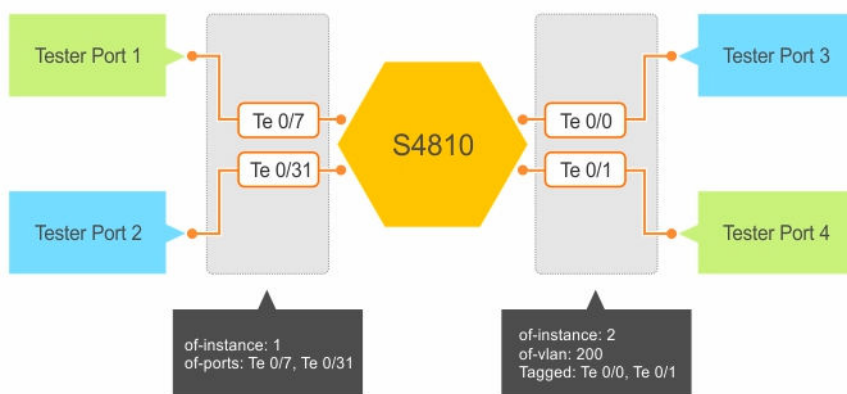 Tester Port 1
Tester Port 3
Te 0/7
Te 0/0
S4810
Te 0/31
Te 0/1
Tester Port 2
Tester Port 4
of-instance: 1
of-ports: Te 0/7, Te 0/31
of-instance: 2
of-vlan: 200
Tagged: Te 0/0, Te 0/1